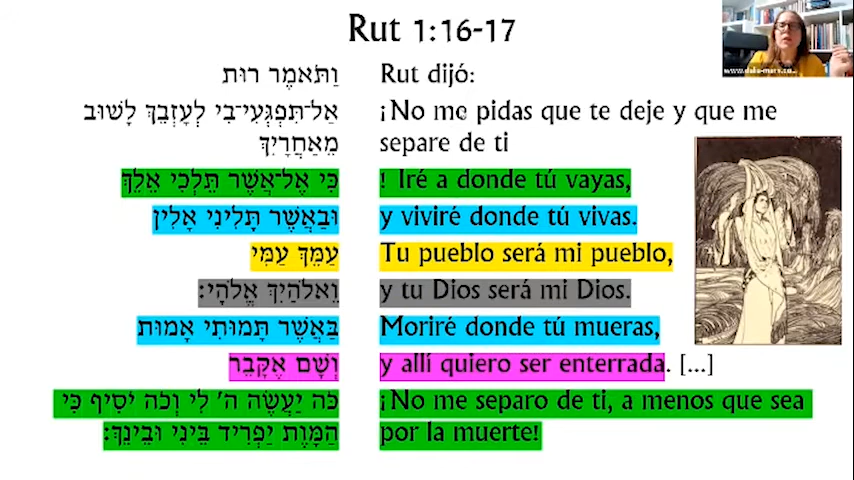 Rut 1:16-17
וַתֹּאמֶר רוּת
Rut dijó:
אַל־תִּפְגְּעִי־בִי לְעָזְבֵךְ לָשׁוּב
¡No me pidas que te deje y que me
מֵאַחֲרָיִךְ
separe de ti
כִּי אֶל־אֲשֶׁר תֵּלְכִי אֵלֵךְ
! Iré a donde tú vayas,
וּבַאֲשֶׁר תָּלִינִי אָלִין
y viviré donde tú vivas.
עַמֵּךְ עַמִּי
Tu pueblo será mi pueblo,
וֵאלֹהַיִךְ אֱלֹהָי׃
y tu Dios será mi Dios.
בַּאֲשֶׁר תָּמוּתִי אָמוּת
Moriré donde tú mueras,
וְשָׁם אֶקָּבֵר
y allí quiero ser enterrada. [...]
כֹּה יַעֲשֶׂה ה׳ לִי וְכֹה יֹסִיף כִּי
¡No me separo de ti, a menos que sea
הַמָּוֶת יַפְרִיד בֵּינִי וּבֵינֵךְ׃
por la muerte!